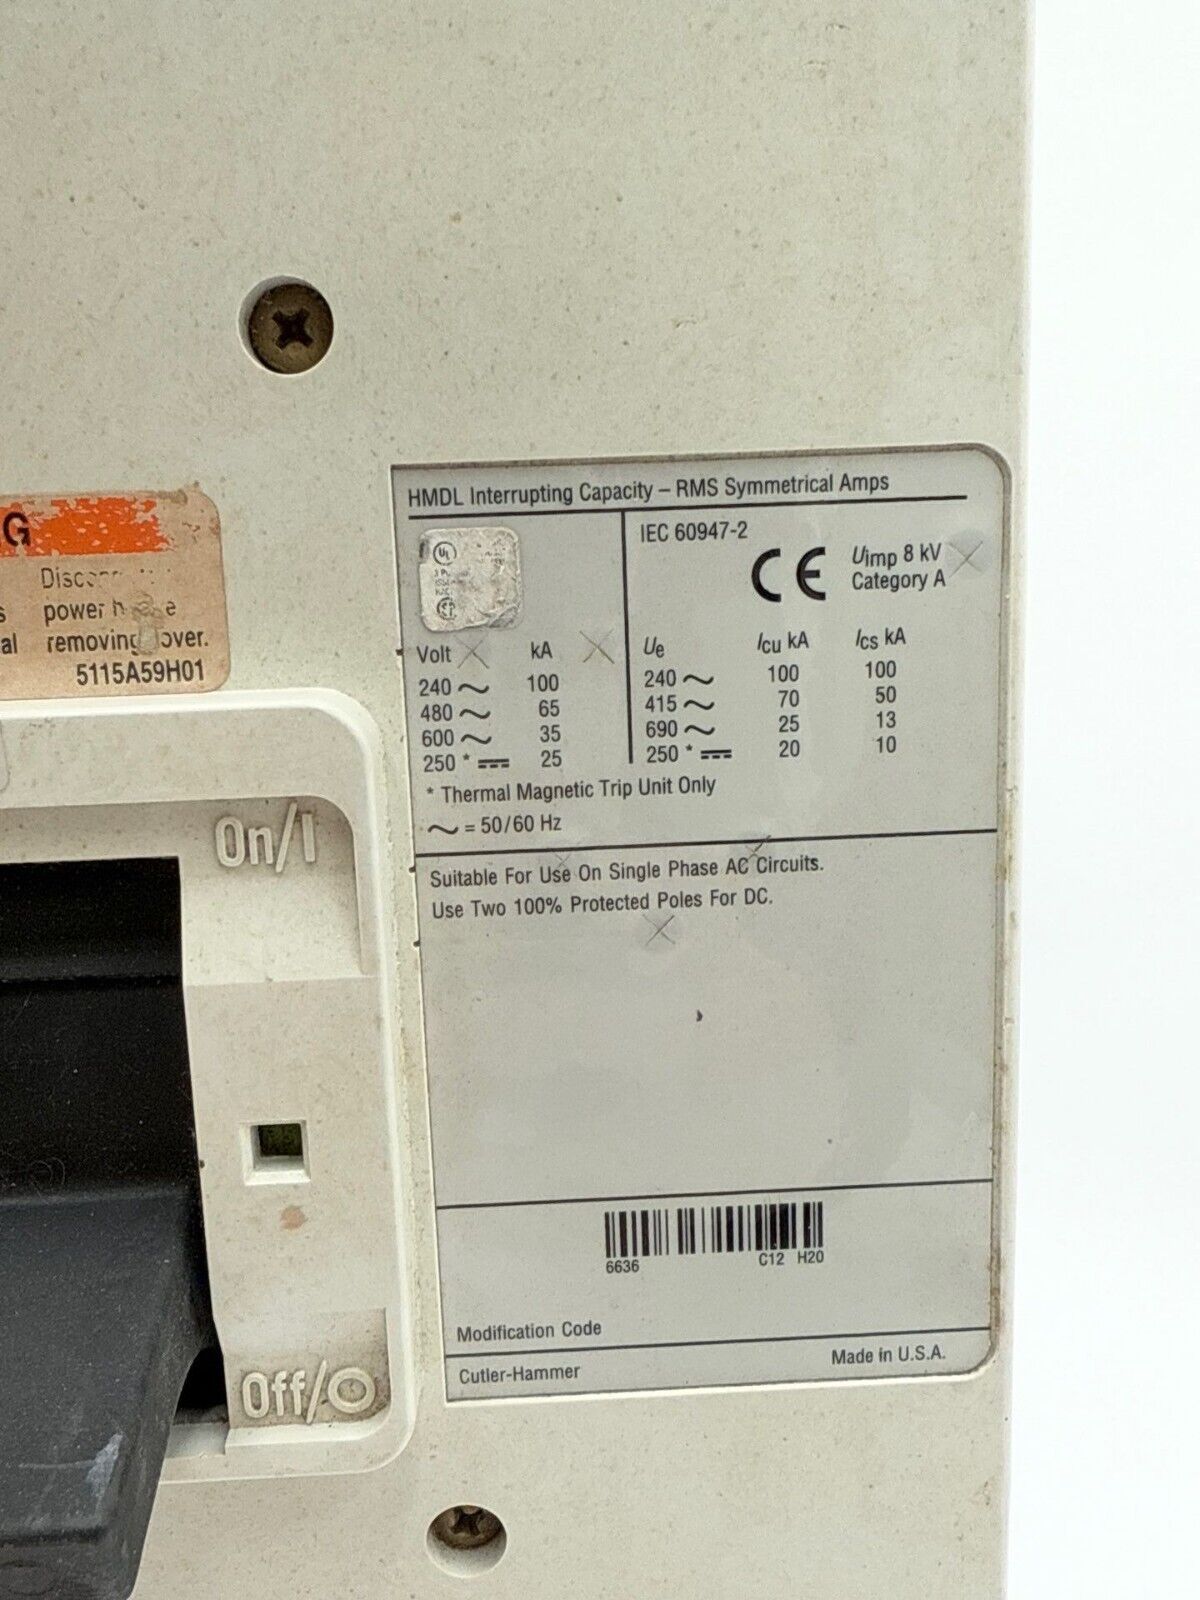 G
Disconnect
s power e
al removing cover.
5115A59H01
On/I
Off/O
HMDL Interrupting Capacity – RMS Symmetrical Amps
UL
Volt kA
240 ~ 100
480 ~ 65
600 ~ 35
250 * ⎓ 25
IEC 60947-2
CE
Uimp 8 kV
Category A
Ue Icu kA Ics kA
240 ~ 100 100
415 ~ 70 50
690 ~ 25 13
250 * ⎓ 20 10
* Thermal Magnetic Trip Unit Only
~ = 50/60 Hz
Suitable For Use On Single Phase AC Circuits.
Use Two 100% Protected Poles For DC.
6636 C12 H20
Modification Code
Cutler-Hammer Made in U.S.A.